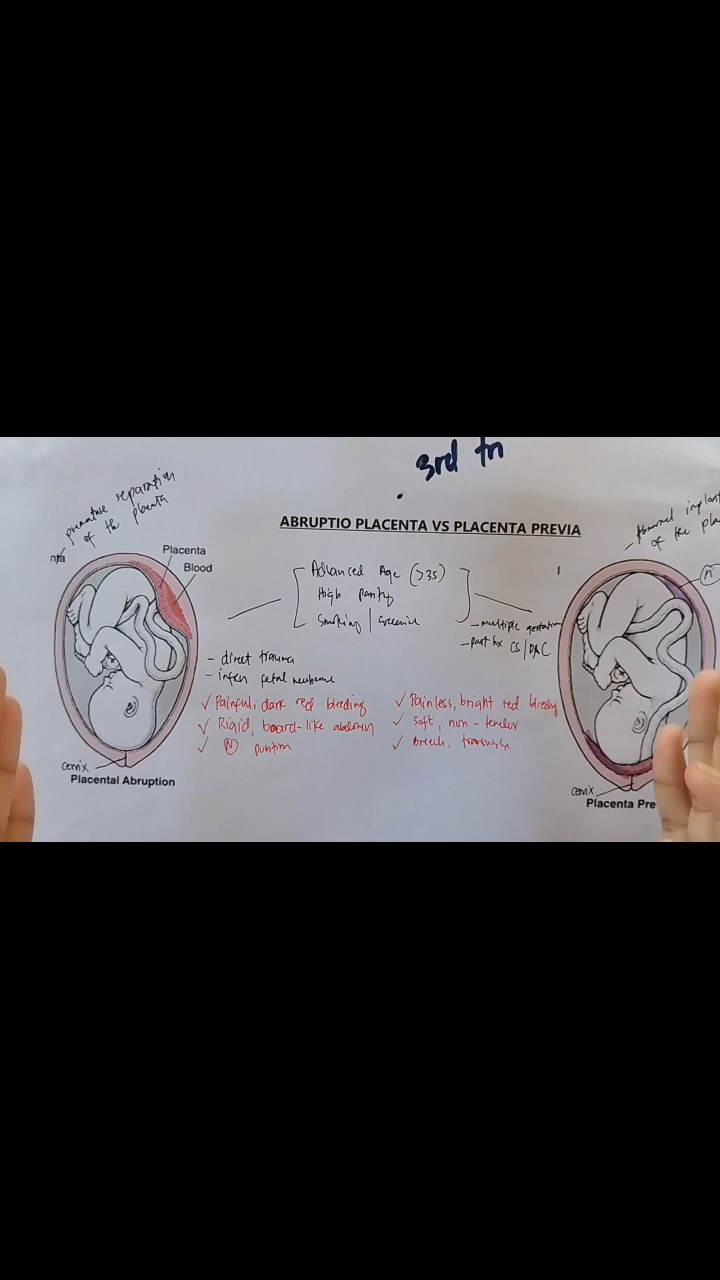 3rd tri
premature separation
of the placenta
ABRUPTIO PLACENTA VS PLACENTA PREVIA
abnormal implant
of the pla
nta
Placenta
Blood
Advanced Age (>35)
High parity
Smoking / cocaine
- direct trauma
- fetal membrane
- multiple gestation
- past hx CS/D&C
✓ Painful, dark red bleeding
✓ Rigid, board-like abdomen
✓ (N) position
✓ Painless, bright red bleeding
✓ soft, non-tender
✓ breech, transverse
(n)
cervix
Placental Abruption
cervix
Placenta Pre